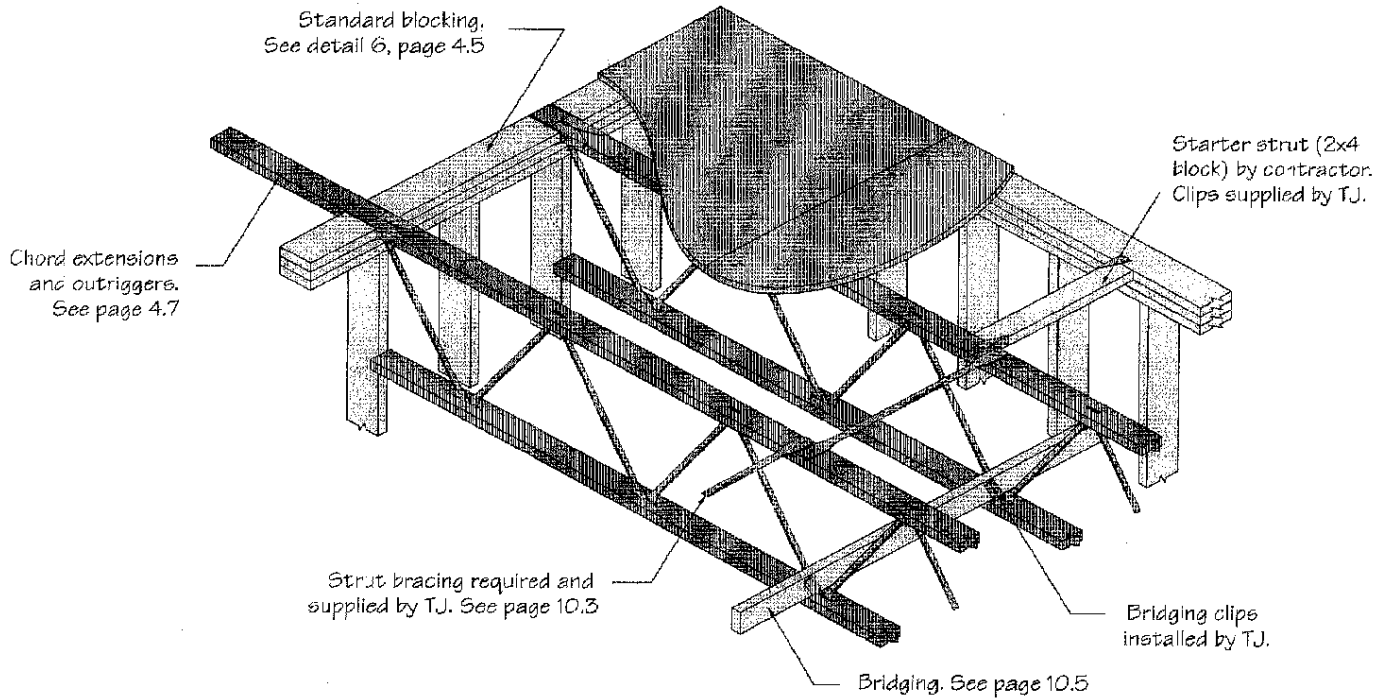 Standard blocking.
See detail 6, page 4.5
Starter strut (2x4
block) by contractor.
Clips supplied by TJ.
Chord extensions
and outriggers.
See page 4.7
Strut bracing required and
supplied by TJ. See page 10.3
Bridging clips
installed by TJ.
Bridging. See page 10.5